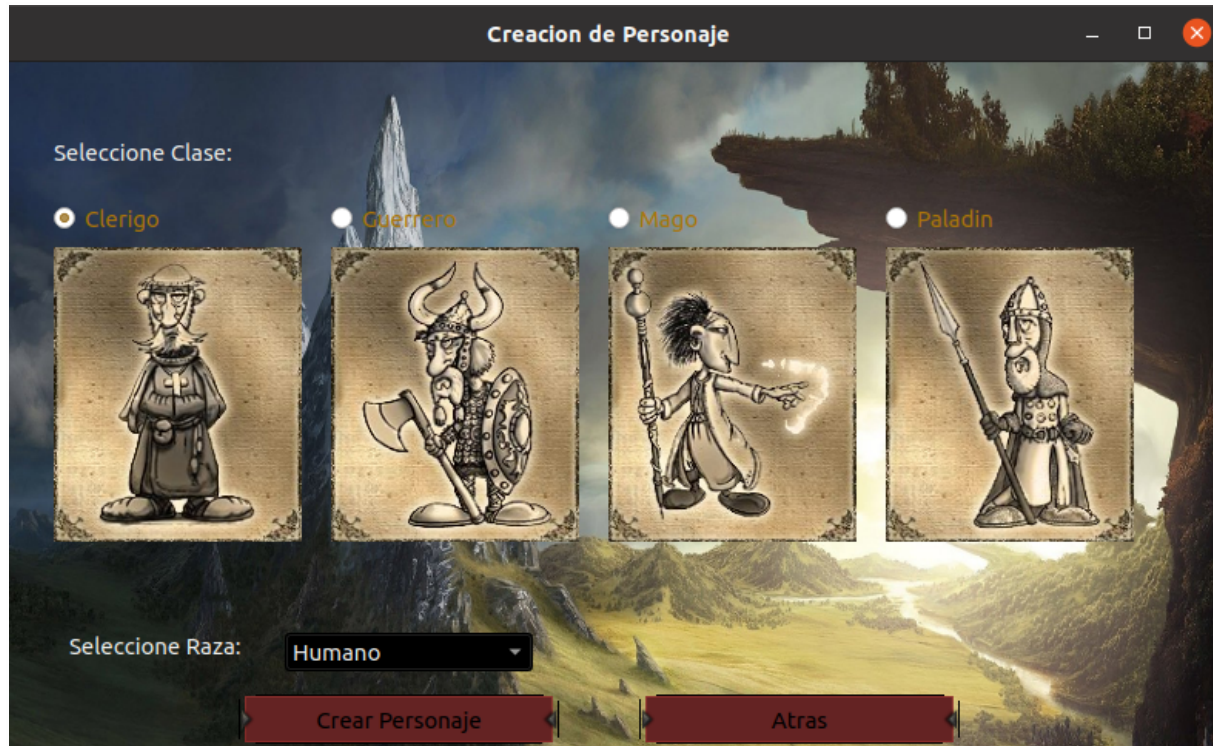 Creacion de Personaje
Seleccione Clase:
Clerigo Guerrero Mago Paladin
Seleccione Raza: Humano
Crear Personaje Atras